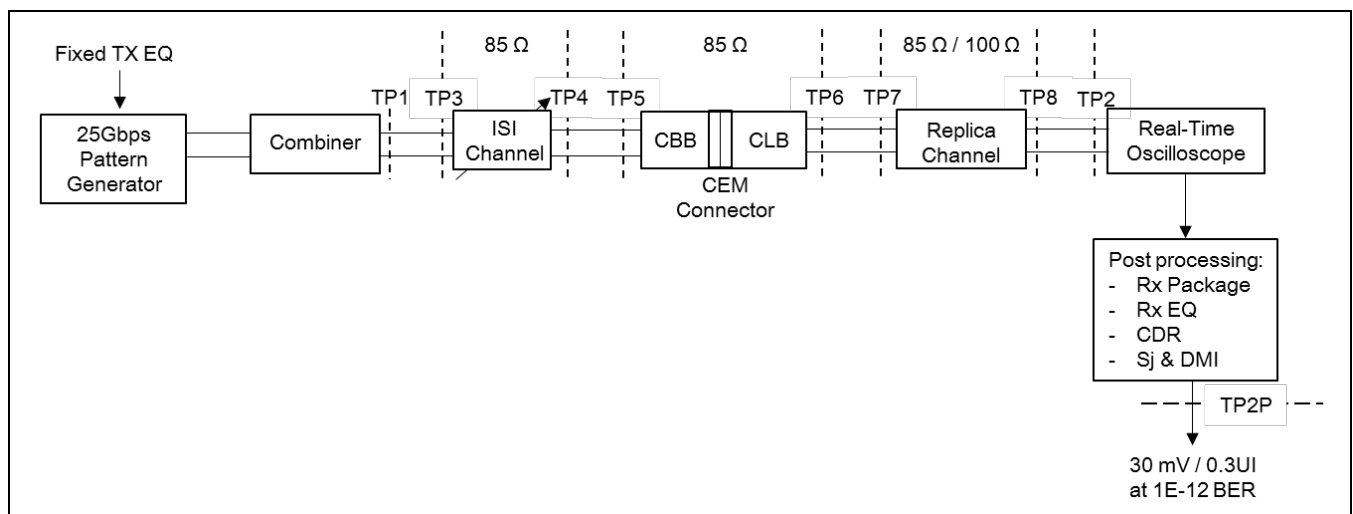 85 Ω
85 Ω
85 Ω / 100 Ω
Fixed TX EQ
TP1
TP3
TP4
TP5
TP6
TP7
TP8
TP2
25Gbps
Pattern
Generator
Combiner
ISI
Channel
CBB
CLB
CEM
Connector
Replica
Channel
Real-Time
Oscilloscope
Post processing:
- Rx Package
- Rx EQ
- CDR
- Sj & DMI
TP2P
30 mV / 0.3UI
at 1E-12 BER